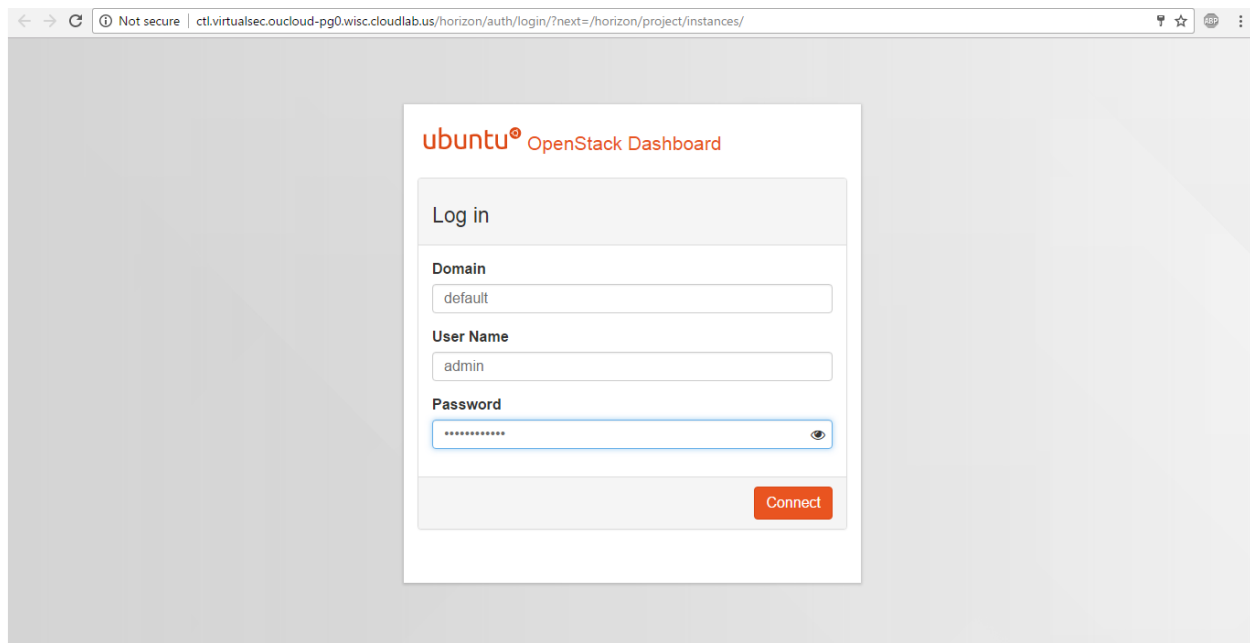 Not secure | ctl.virtualsec.oucloud-pg0.wisc.cloudlab.us/horizon/auth/login/?next=/horizon/project/instances/
ABP
ubuntu OpenStack Dashboard
Log in
Domain
default
User Name
admin
Password
••••••••••••
Connect